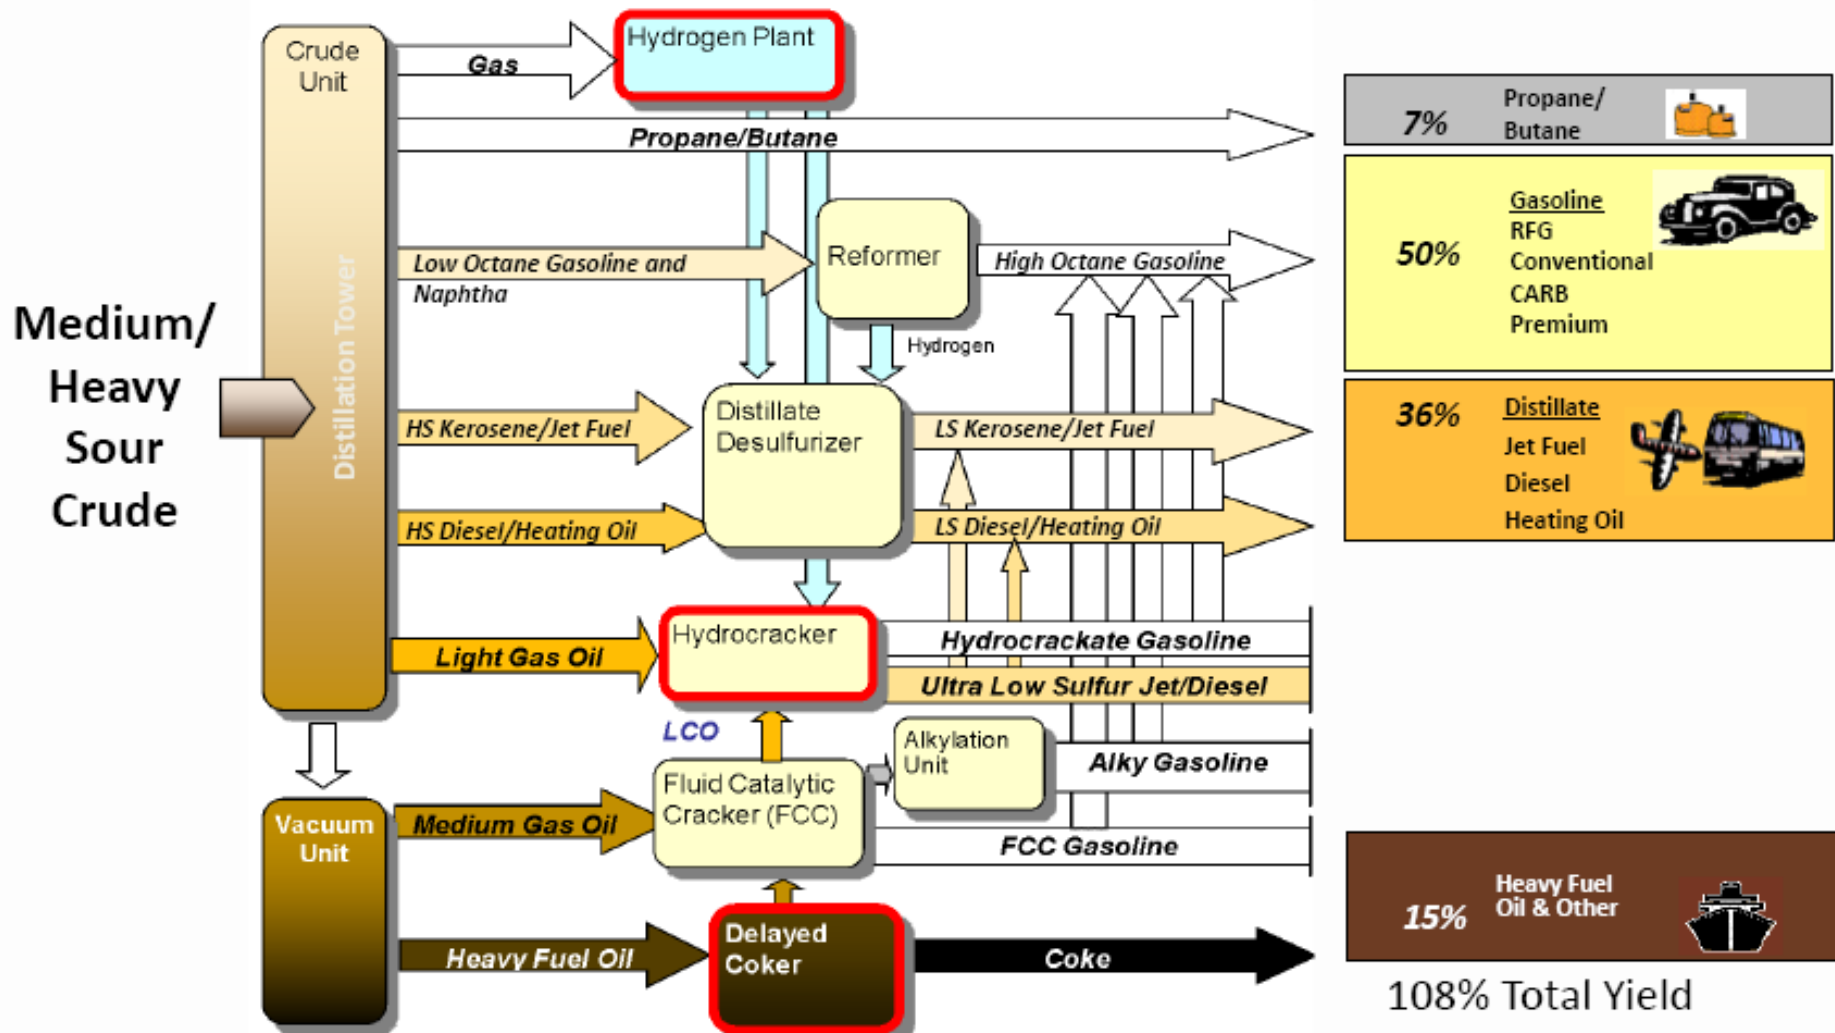 Medium/
Heavy
Sour
Crude
Crude
Unit
Distillation Tower
Vacuum
Unit
Gas
Hydrogen Plant
Propane/Butane
Low Octane Gasoline and
Naphtha
Reformer
High Octane Gasoline
Hydrogen
HS Kerosene/Jet Fuel
Distillate
Desulfurizer
LS Kerosene/Jet Fuel
HS Diesel/Heating Oil
LS Diesel/Heating Oil
Light Gas Oil
Hydrocracker
Hydrocrackate Gasoline
Ultra Low Sulfur Jet/Diesel
LCO
Alkylation
Unit
Alky Gasoline
Medium Gas Oil
Fluid Catalytic
Cracker (FCC)
FCC Gasoline
Heavy Fuel Oil
Delayed
Coker
Coke
7%
Propane/
Butane
50%
Gasoline
RFG
Conventional
CARB
Premium
36%
Distillate
Jet Fuel
Diesel
Heating Oil
15%
Heavy Fuel
Oil & Other
108% Total Yield